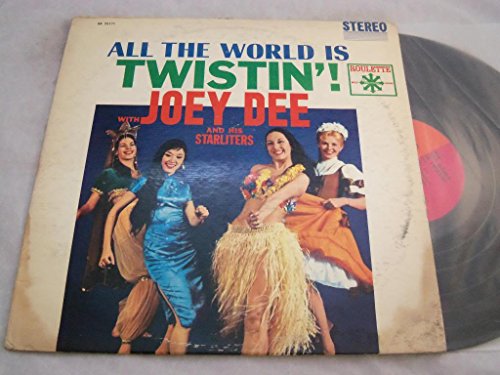 STEREO
ALL THE WORLD IS
TWISTIN'!
ROULETTE
WITH JOEY DEE
AND HIS
STARLITERS